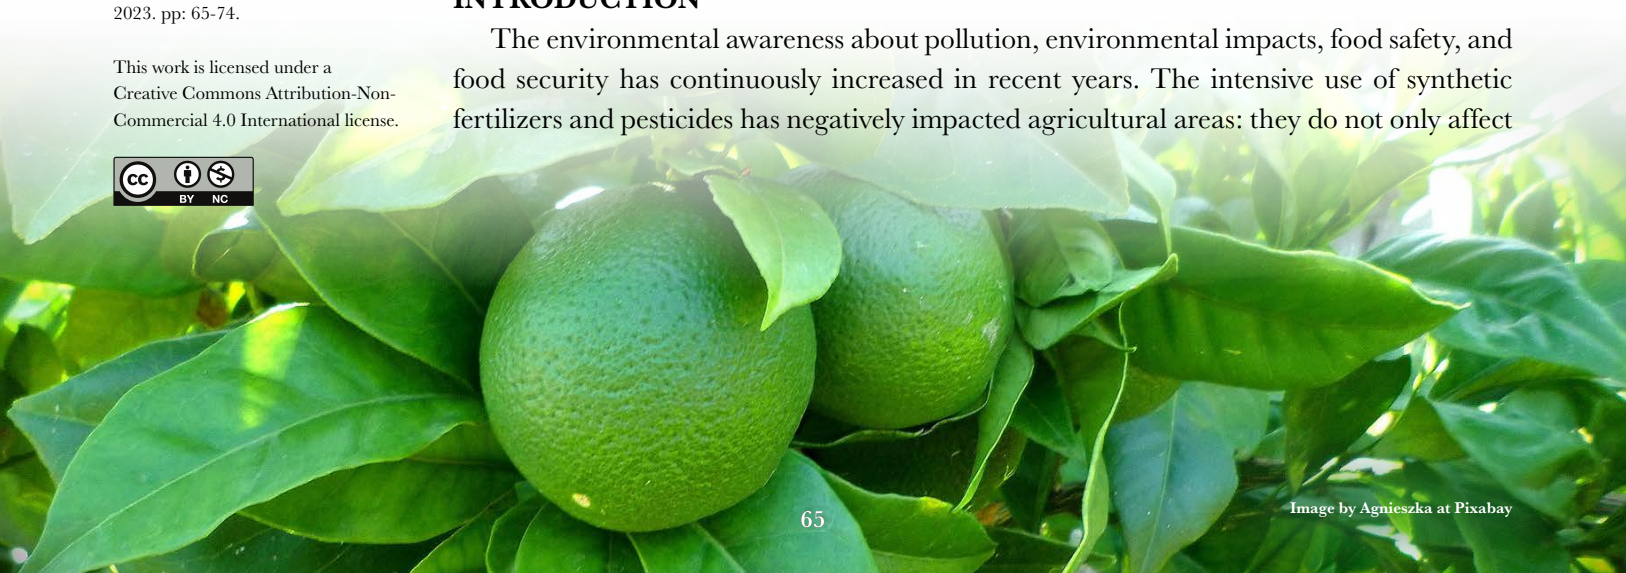 2023. pp: 65-74.
This work is licensed under a
Creative Commons Attribution-Non-
Commercial 4.0 International license.
CC BY NC
INTRODUCTION
The environmental awareness about pollution, environmental impacts, food safety, and
food security has continuously increased in recent years. The intensive use of synthetic
fertilizers and pesticides has negatively impacted agricultural areas: they do not only affect
65
Image by Agnieszka at Pixabay